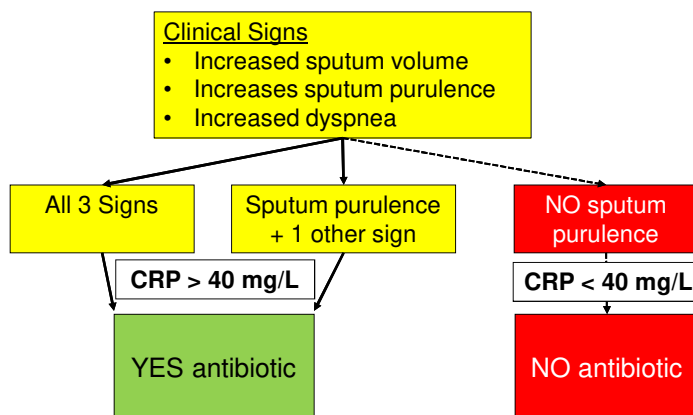 Clinical Signs
• Increased sputum volume
• Increases sputum purulence
• Increased dyspnea
All 3 Signs
Sputum purulence
+ 1 other sign
NO sputum
purulence
CRP > 40 mg/L
CRP < 40 mg/L
YES antibiotic
NO antibiotic